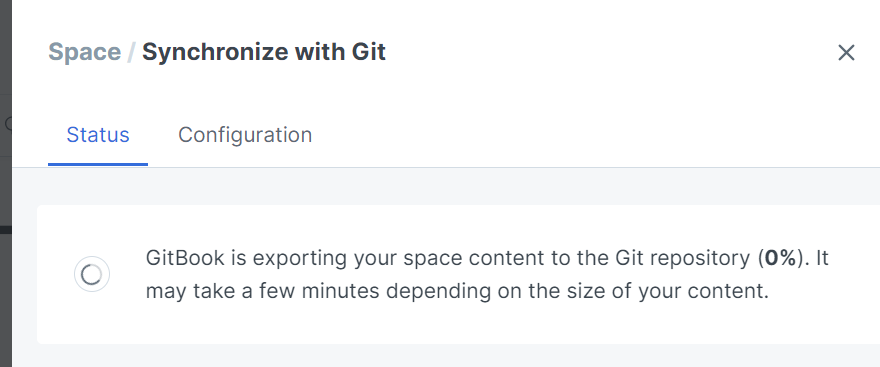 Space / Synchronize with Git
Status Configuration
GitBook is exporting your space content to the Git repository (0%). It
may take a few minutes depending on the size of your content.